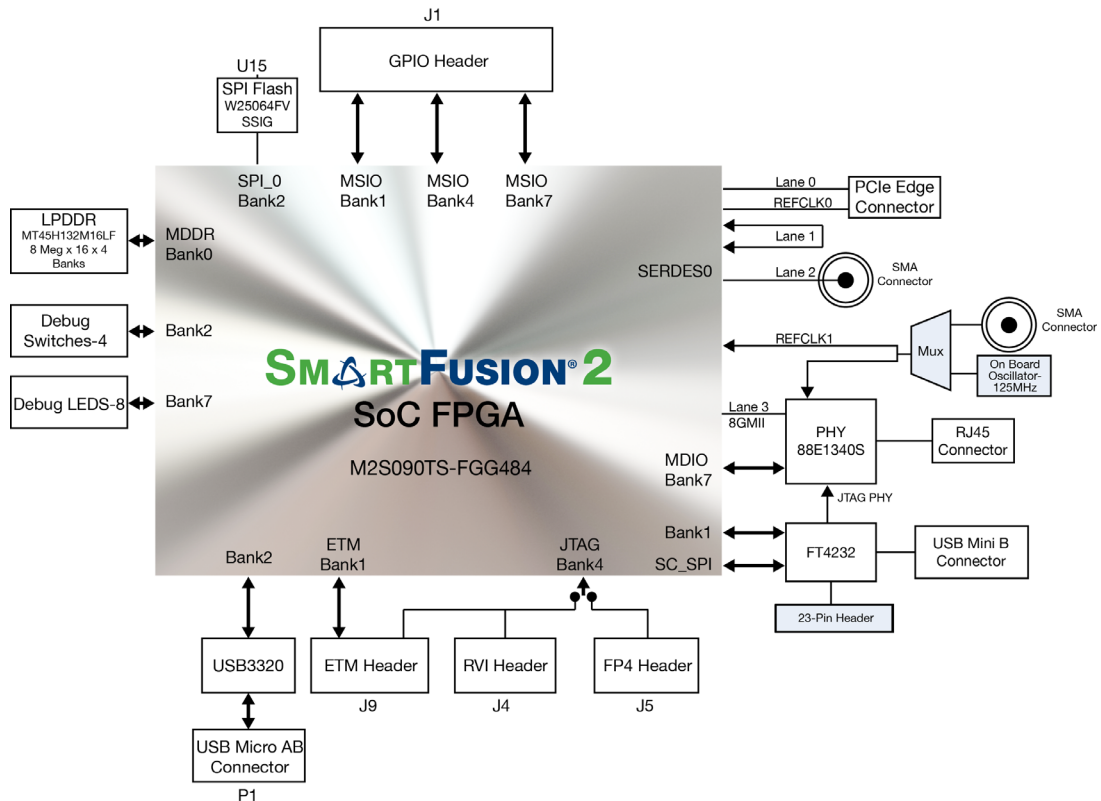 J1
GPIO Header
U15
SPI Flash
W25064FV
SSIG
SPI_0
Bank2
MSIO
Bank1
MSIO
Bank4
MSIO
Bank7
Lane 0
REFCLK0
PCIe Edge
Connector
Lane 1
LPDDR
MT45H132M16LF
8 Meg x 16 x 4
Banks
MDDR
Bank0
SERDES0
Lane 2
SMA
Connector
Debug
Switches-4
Bank2
REFCLK1
Mux
SMA
Connector
On Board
Oscillator-
125MHz
SMARTFUSION® 2
SoC FPGA
M2S090TS-FGG484
Debug LEDS-8
Bank7
Lane 3
8GMII
PHY
88E1340S
RJ45
Connector
MDIO
Bank7
JTAG PHY
Bank1
SC_SPI
FT4232
USB Mini B
Connector
23-Pin Header
Bank2
ETM
Bank1
JTAG
Bank4
USB3320
ETM Header
RVI Header
FP4 Header
J9
J4
J5
USB Micro AB
Connector
P1